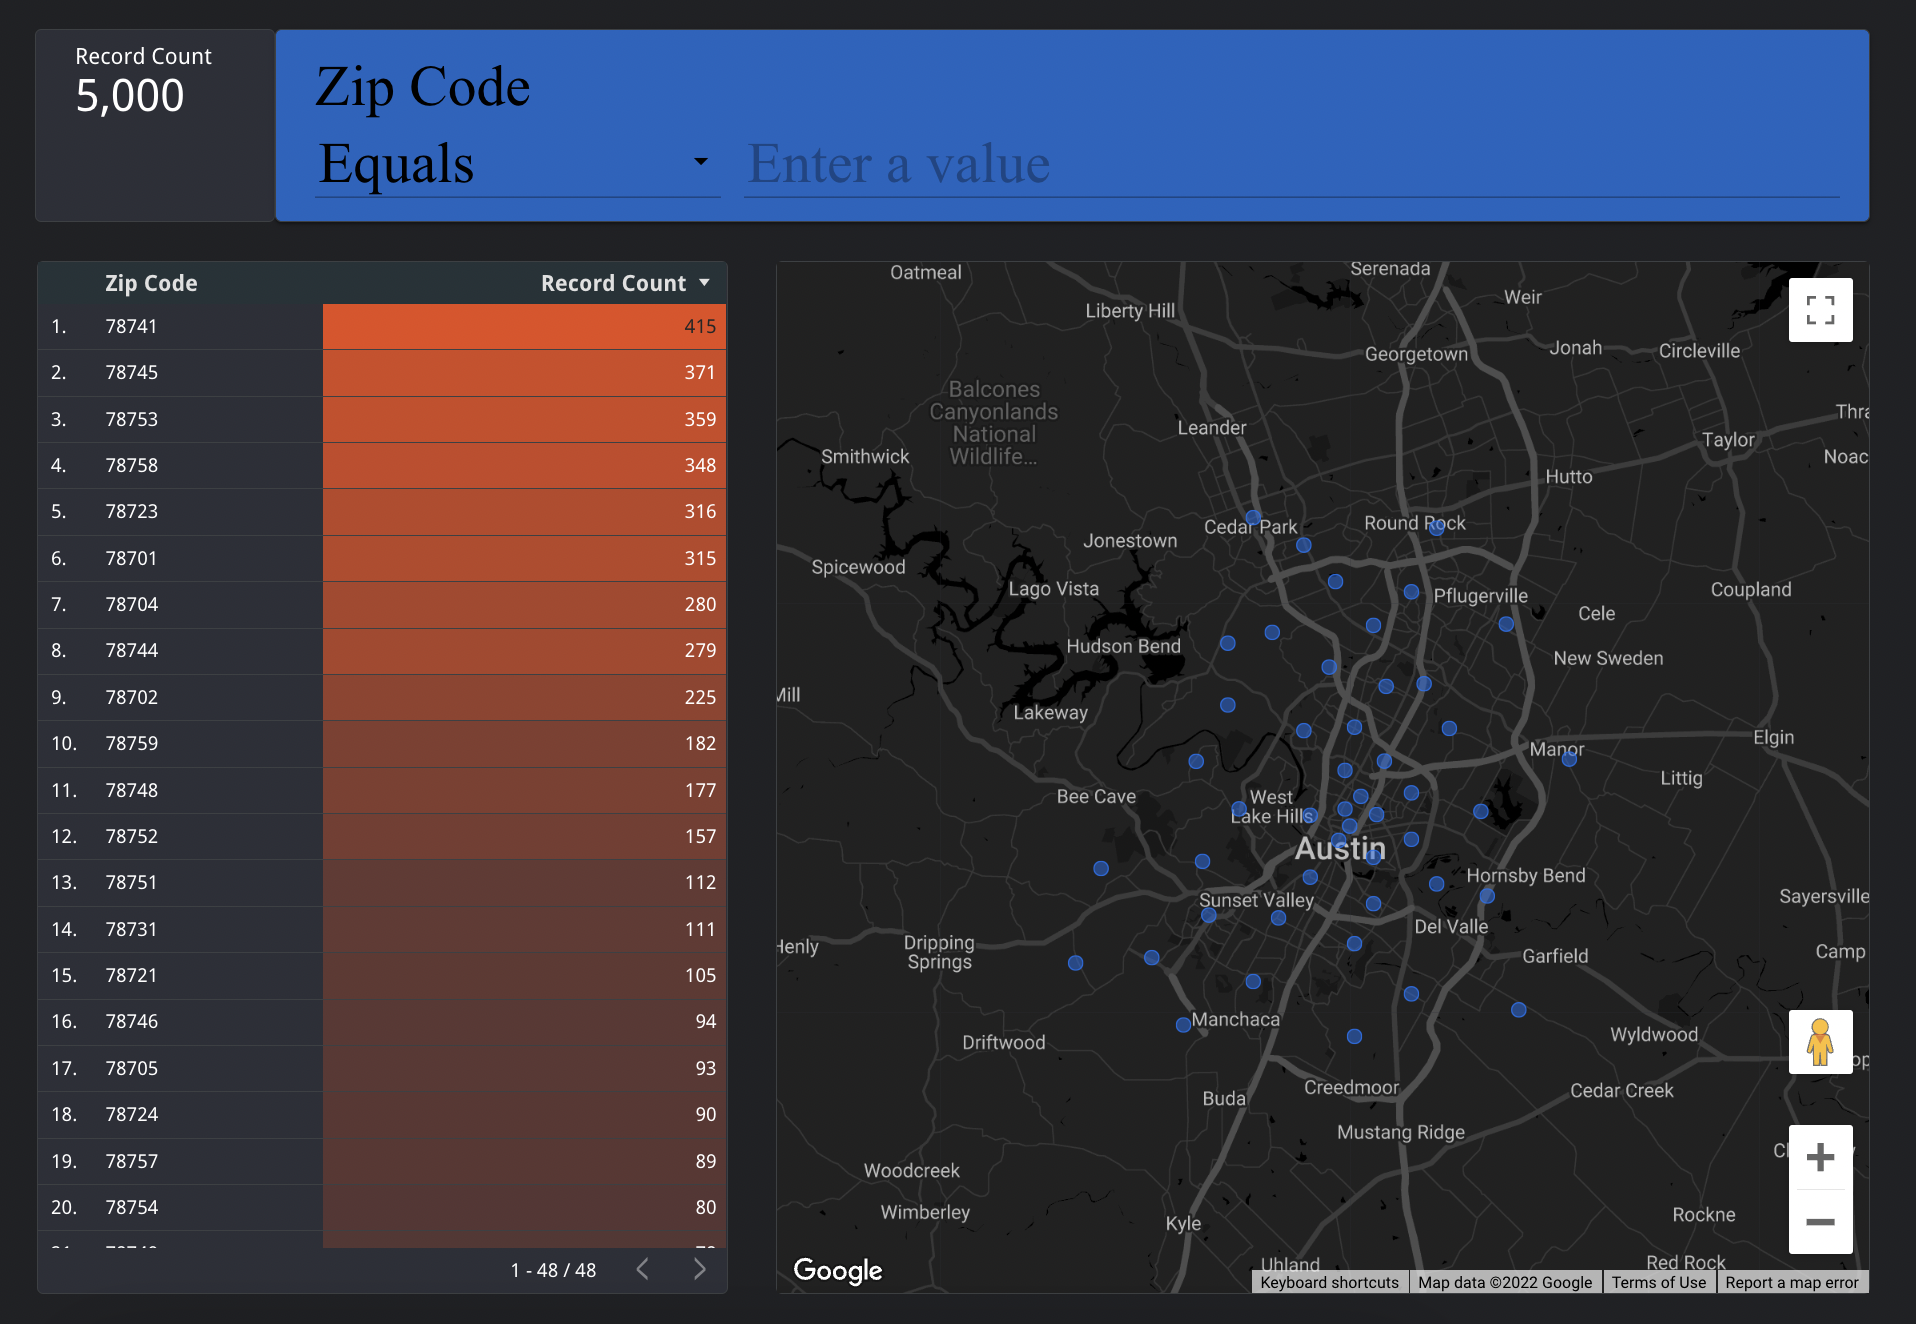 Record Count
5,000
Zip Code
Equals
Enter a value
Zip Code Record Count
1. 78741 415
2. 78745 371
3. 78753 359
4. 78758 348
5. 78723 316
6. 78701 315
7. 78704 280
8. 78744 279
9. 78702 225
10. 78759 182
11. 78748 177
12. 78752 157
13. 78751 112
14. 78731 111
15. 78721 105
16. 78746 94
17. 78705 93
18. 78724 90
19. 78757 89
20. 78754 80
1 - 48 / 48
Oatmeal
Serenada
Weir
Liberty Hill
Georgetown
Jonah
Circleville
Balcones
Canyonlands
National
Wildlife...
Thra
Leander
Taylor
Smithwick
Noac
Hutto
Cedar Park
Round Rock
Jonestown
Spicewood
Lago Vista
Pflugerville
Coupland
Cele
Hudson Bend
New Sweden
Mill
Lakeway
Elgin
Manor
Littig
Bee Cave
West
Lake Hills
Austin
Hornsby Bend
Sunset Valley
Sayersville
Del Valle
Henly
Dripping
Springs
Garfield
Camp
Manchaca
Driftwood
Wyldwood
op
Creedmoor
Cedar Creek
Buda
Mustang Ridge
Cl y
Woodcreek
Wimberley
Rockne
Kyle
Uhland
Red Rock
Google
Keyboard shortcuts Map data ©2022 Google Terms of Use Report a map error